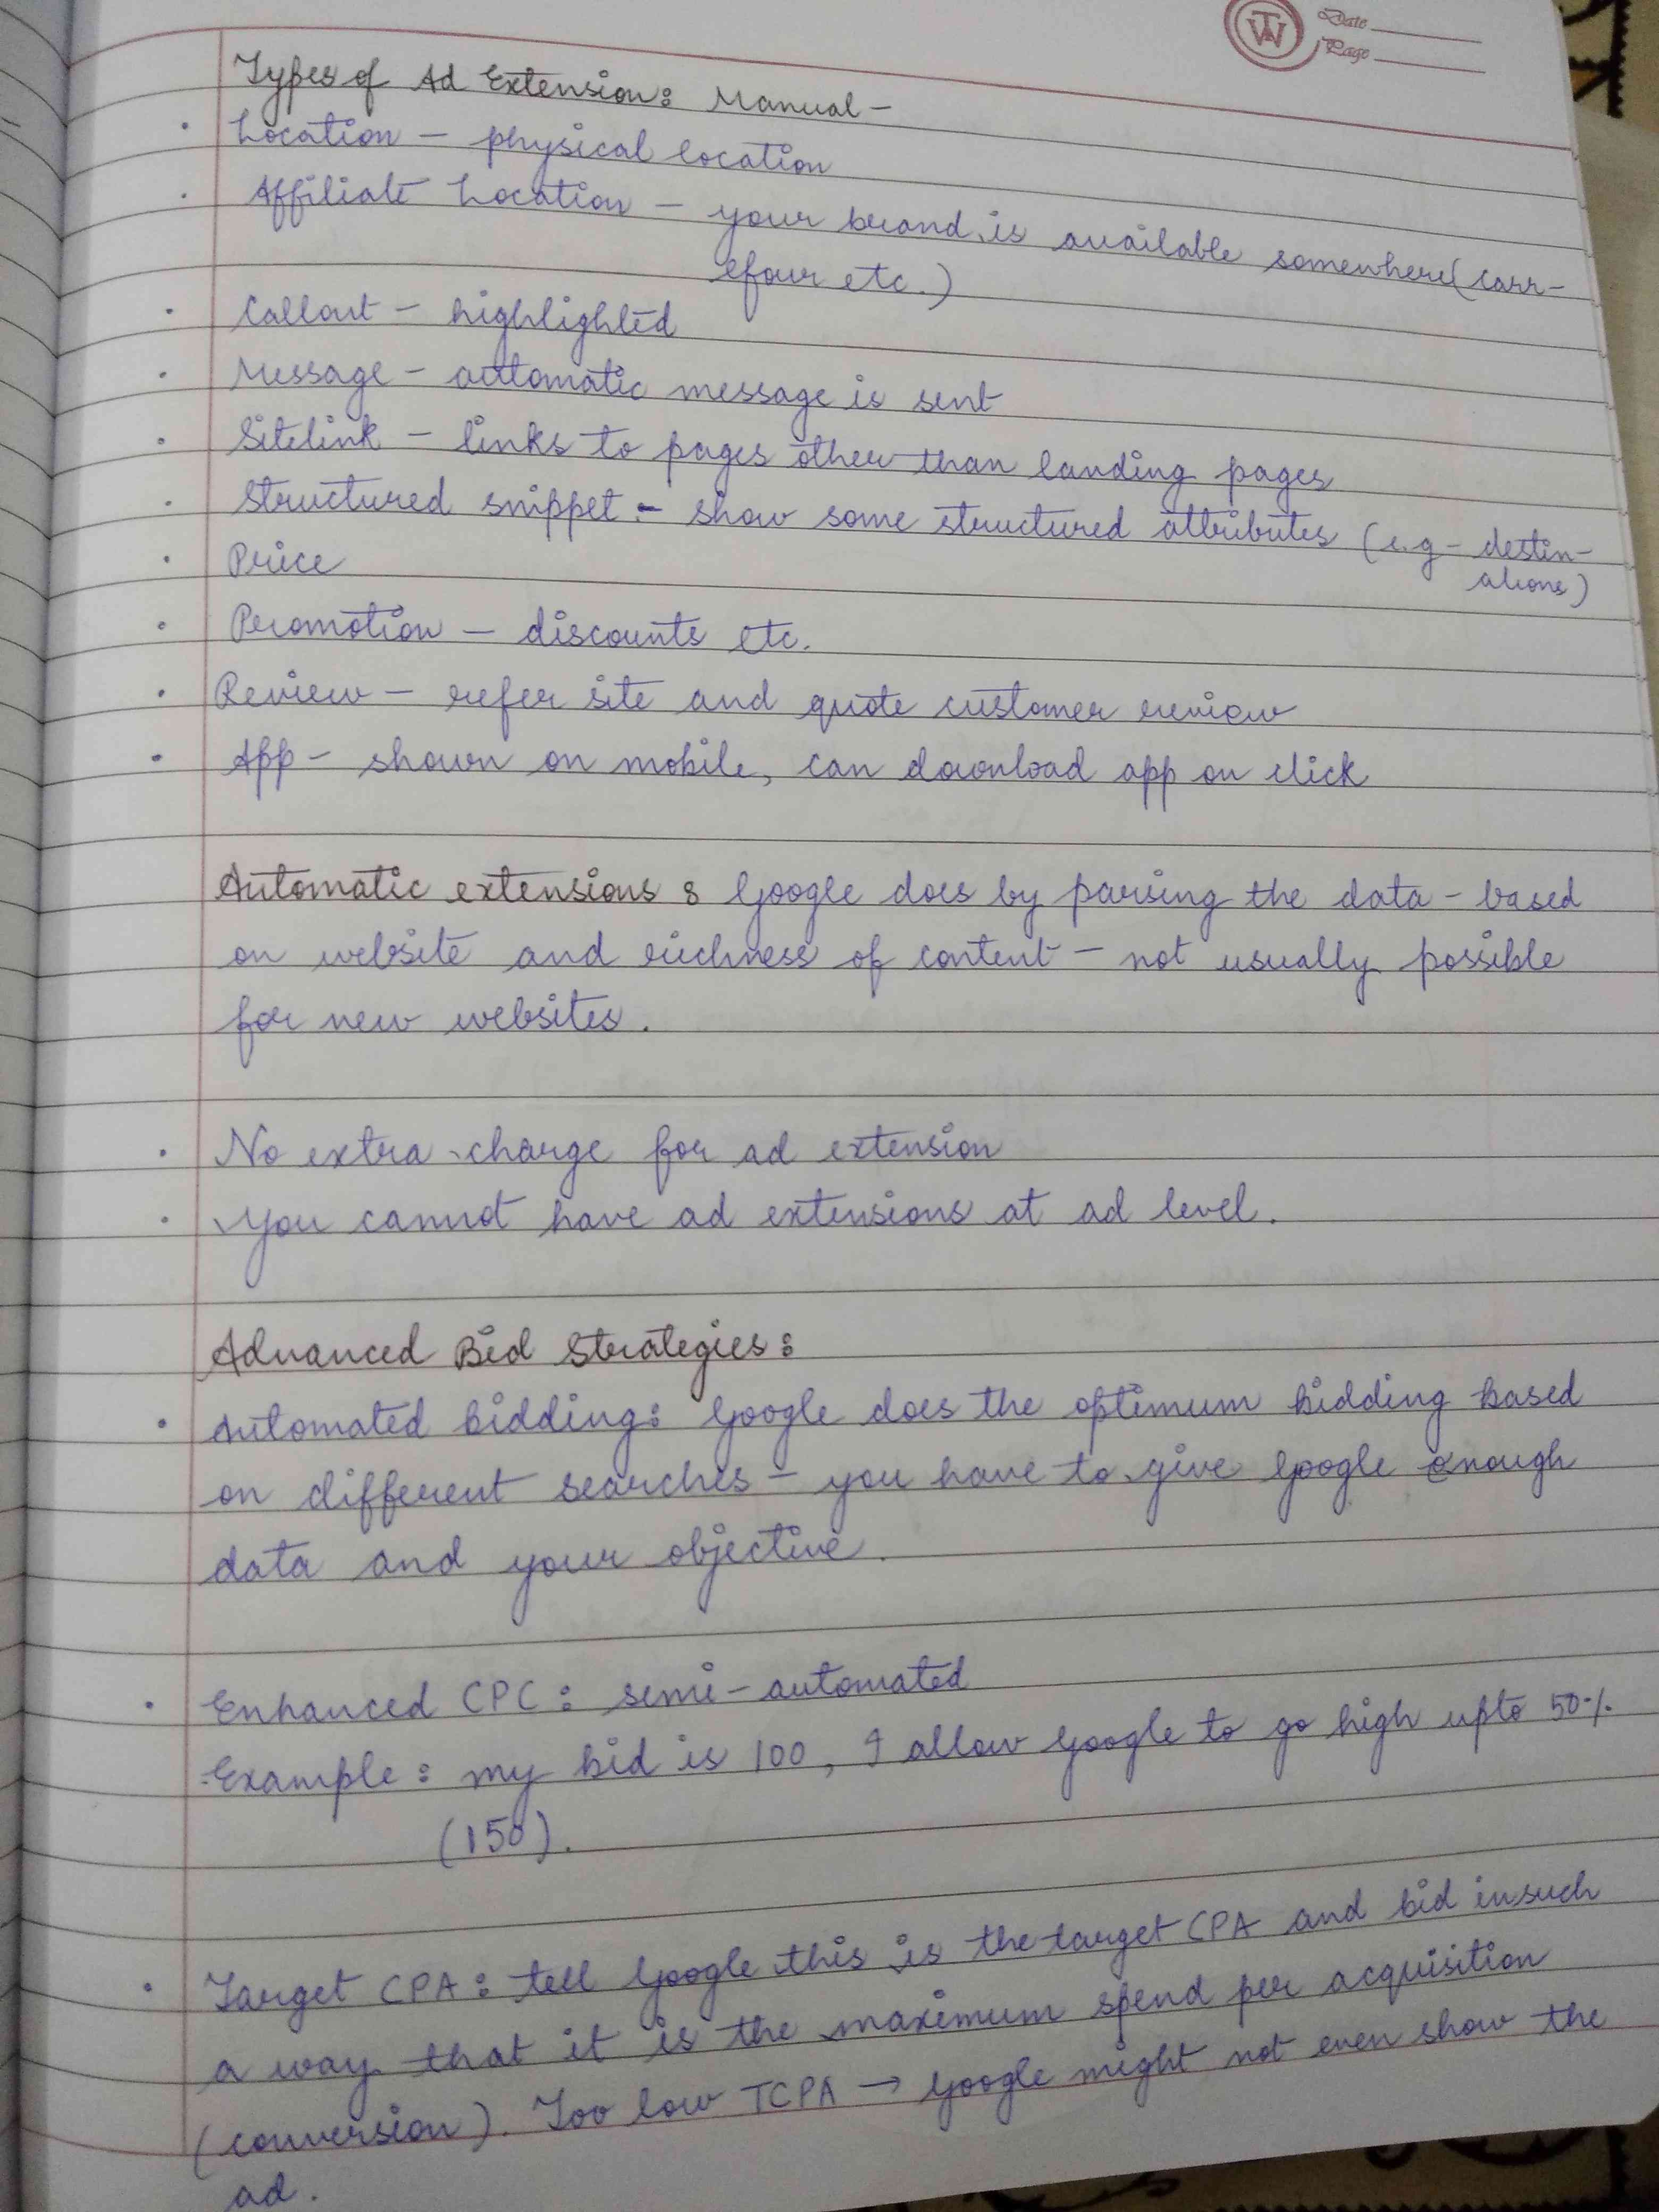 Date
Page
Types of Ad Extension: Manual -
• Location - physical location
• Affiliate Location - your brand is available somewhere (carr-
efour etc.)
• Callout - highlighted
• Message - automatic message is sent
• Sitelink - links to pages other than landing pages
• Structured snippet - show some structured attributes (e.g - destin-
ations)
• Price
• Promotion - discounts etc.
• Review - refer site and quote customer review
• App - shown on mobile, can download app on click
Automatic extensions : Google does by parsing the data - based
on website and richness of content - not usually possible
for new websites.
• No extra charge for ad extension
• You cannot have ad extensions at ad level.
Advanced Bid Strategies:
• Automated bidding: Google does the optimum bidding based
on different searches - you have to give Google enough
data and your objective.
• Enhanced CPC: semi-automated
Example: my bid is 100, I allow Google to go high upto 50%
(150).
• Target CPA: tell Google this is the target CPA and bid in such
a way that it is the maximum spend per acquisition
(conversion). Too low TCPA → Google might not even show the
ad.